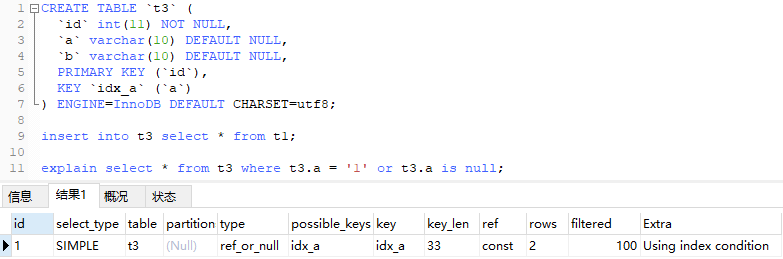 1 CREATE TABLE `t3` (
2 `id` int(11) NOT NULL,
3 `a` varchar(10) DEFAULT NULL,
4 `b` varchar(10) DEFAULT NULL,
5 PRIMARY KEY (`id`),
6 KEY `idx_a` (`a`)
7 ) ENGINE=InnoDB DEFAULT CHARSET=utf8;
8
9 insert into t3 select * from t1;
10
11 explain select * from t3 where t3.a = '1' or t3.a is null;
信息 结果1 概况 状态
id select_type table partition type possible_keys key key_len ref rows filtered Extra
1 SIMPLE t3 (Null) ref_or_null idx_a idx_a 33 const 2 100 Using index condition